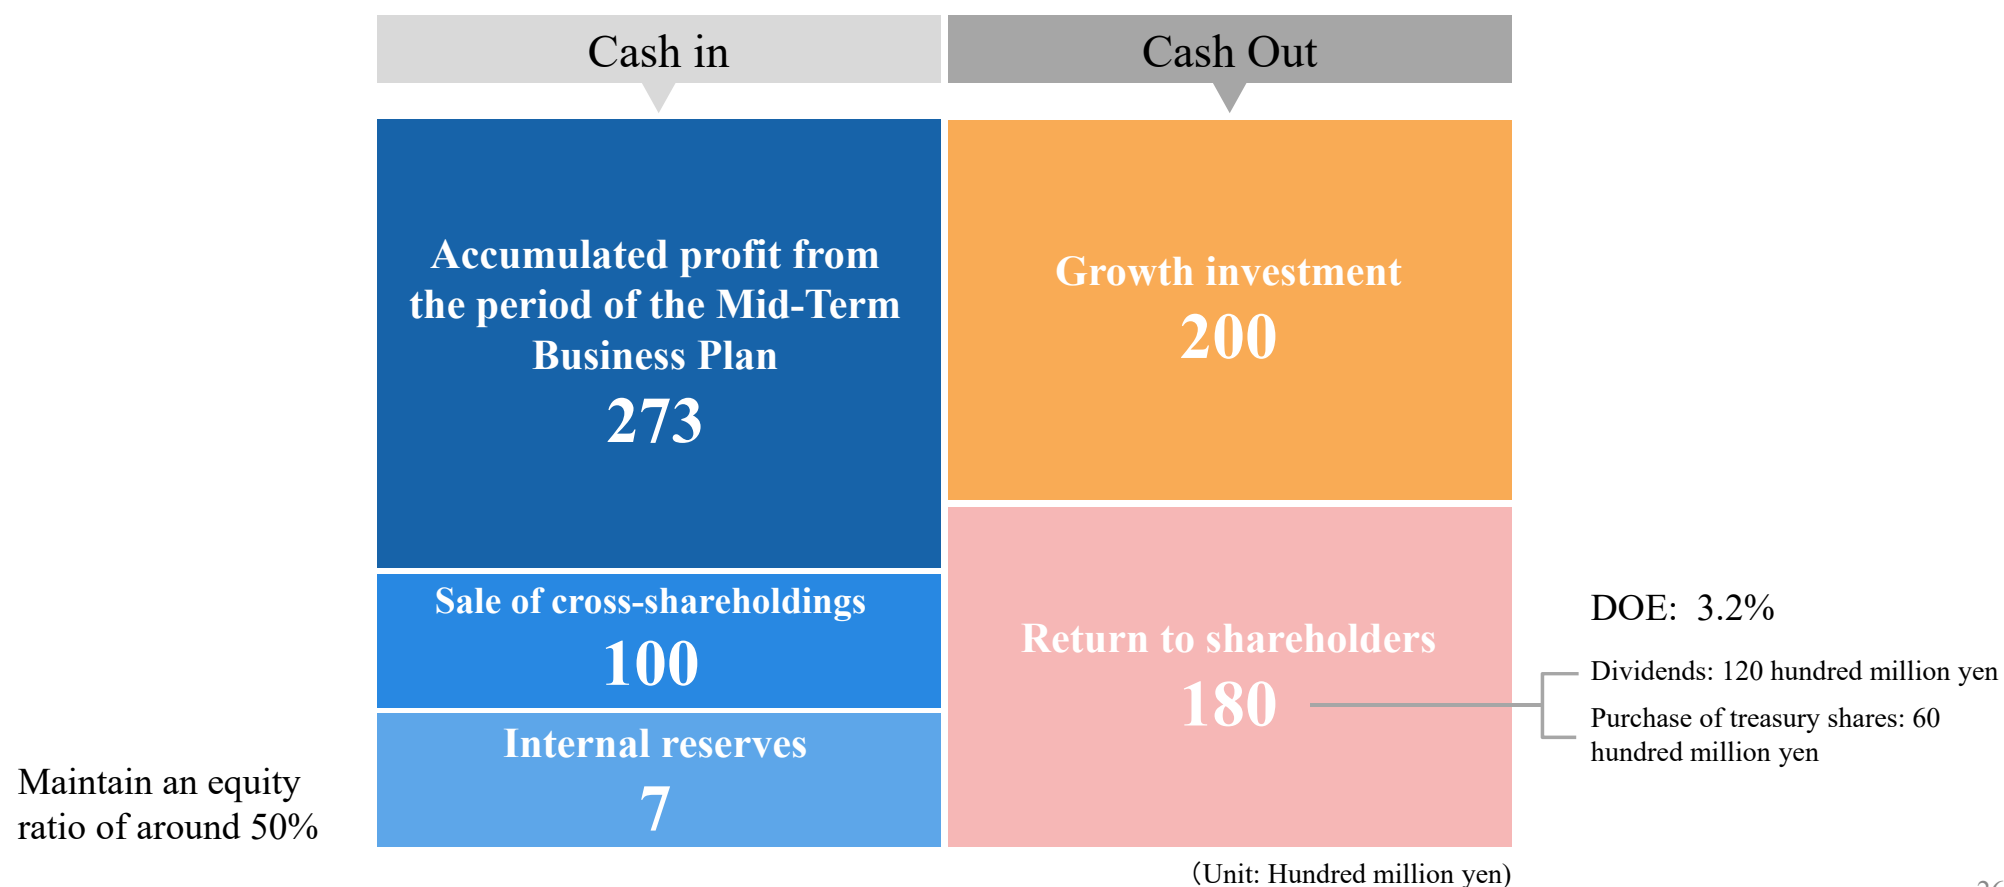 Cash in
Cash Out
Accumulated profit from
the period of the Mid-Term
Business Plan
273
Growth investment
200
Sale of cross-shareholdings
100
Return to shareholders
180
DOE: 3.2%
Dividends: 120 hundred million yen
Purchase of treasury shares: 60
hundred million yen
Internal reserves
7
Maintain an equity
ratio of around 50%
(Unit: Hundred million yen)